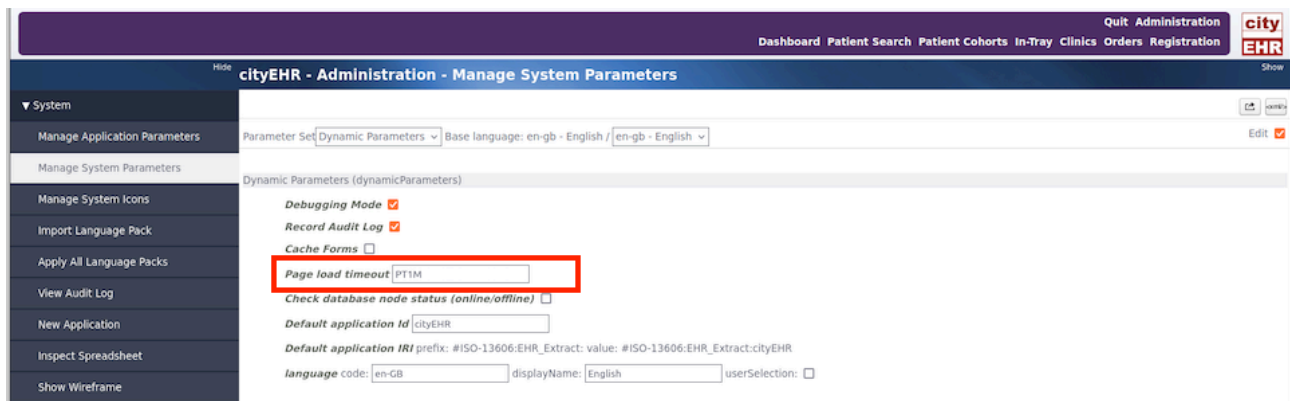 Quit Administration
Dashboard Patient Search Patient Cohorts In-Tray Clinics Orders Registration
city
EHR
Hide
cityEHR - Administration - Manage System Parameters
Show
▼ System
Manage Application Parameters
Parameter Set Dynamic Parameters Base language: en-gb - English / en-gb - English
Edit
Manage System Parameters
Dynamic Parameters (dynamicParameters)
Manage System Icons
Debugging Mode
Import Language Pack
Record Audit Log
Cache Forms
Apply All Language Packs
Page load timeout PT1M
View Audit Log
Check database node status (online/offline)
New Application
Default application Id cityEHR
Inspect Spreadsheet
Default application IRI prefix: #ISO-13606:EHR_Extract: value: #ISO-13606:EHR_Extract:cityEHR
Show Wireframe
language code: en-GB displayName: English userSelection: